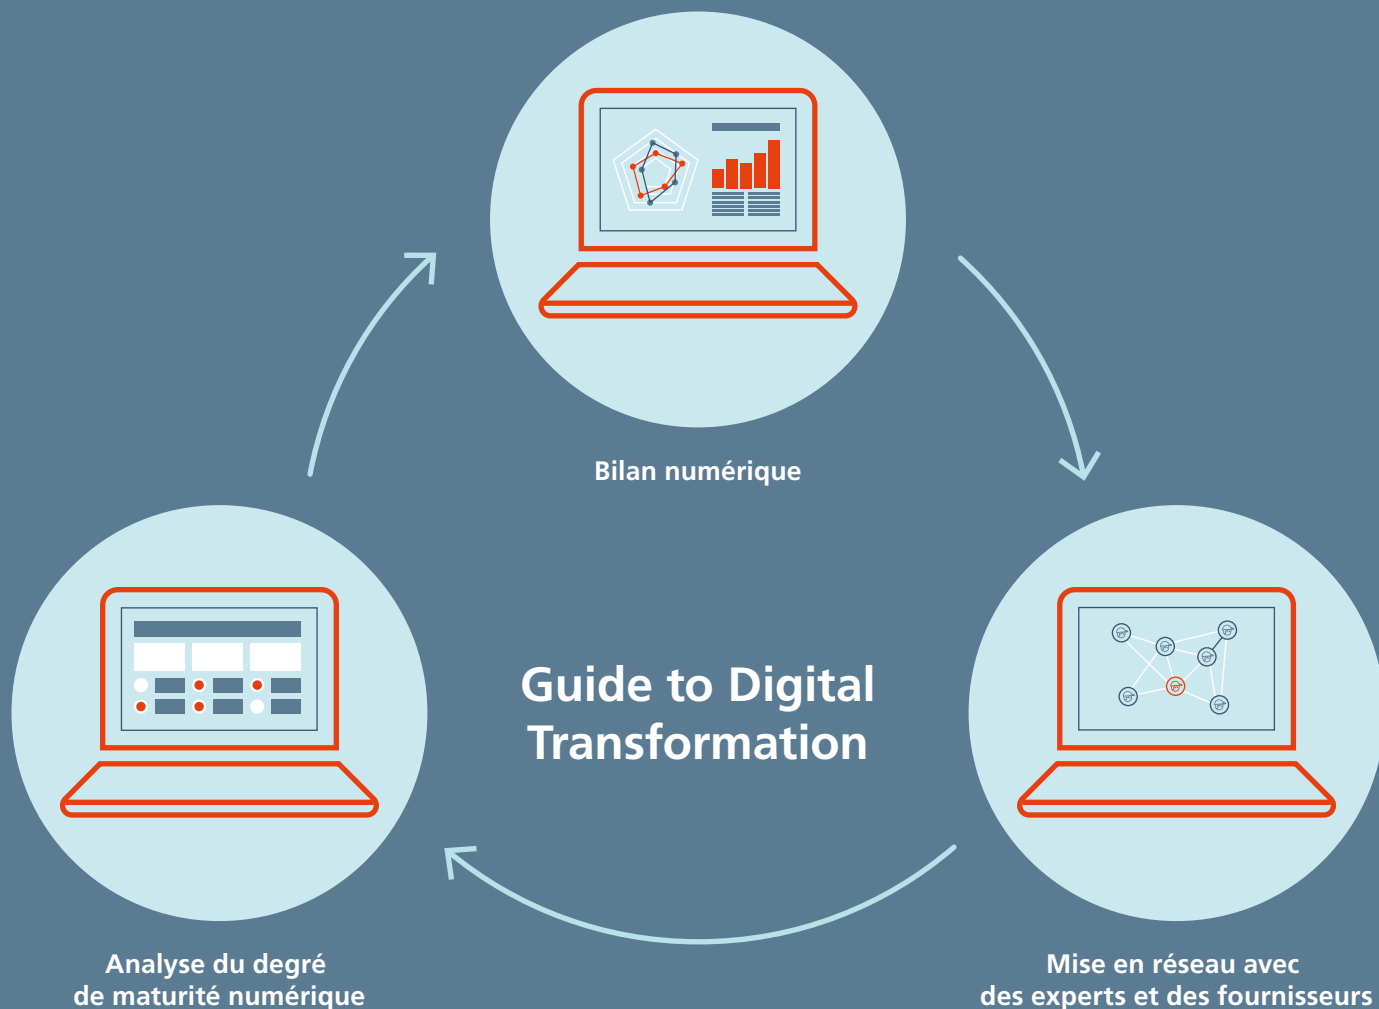 Bilan numérique
Guide to Digital
Transformation
Analyse du degré
de maturité numérique
Mise en réseau avec
des experts et des fournisseurs